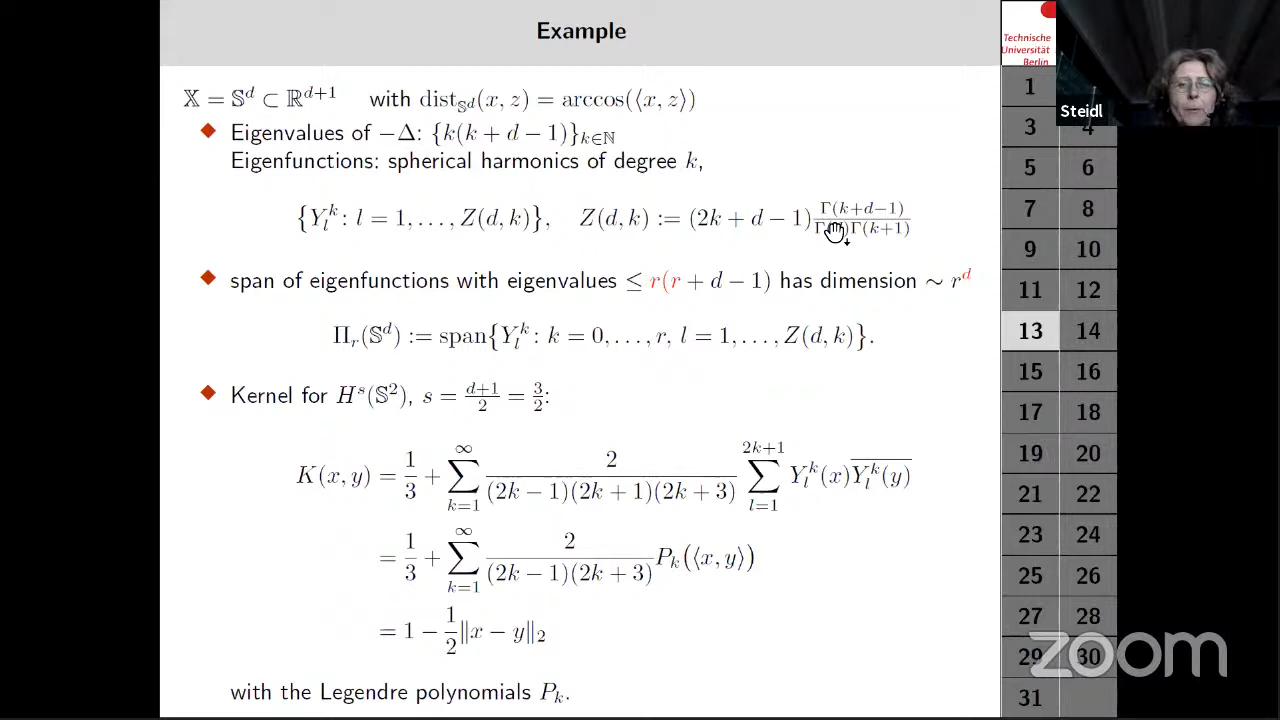 Example
𝕏 = 𝕊^d ⊂ ℝ^{d+1} with dist_{𝕊^d}(x, z) = arccos(⟨x, z⟩)
◆ Eigenvalues of −Δ: {k(k + d − 1)}_{k∈ℕ}
Eigenfunctions: spherical harmonics of degree k,
{Y_l^k : l = 1, . . . , Z(d, k)}, Z(d, k) := (2k + d − 1) Γ(k+d−1) / Γ( )Γ(k+1)
◆ span of eigenfunctions with eigenvalues ≤ r(r + d − 1) has dimension ∼ r^d
Π_r(𝕊^d) := span{Y_l^k : k = 0, . . . , r, l = 1, . . . , Z(d, k)}.
◆ Kernel for H^s(𝕊^2), s = (d+1)/2 = 3/2:
K(x, y) = 1/3 + ∑_{k=1}^{∞} 2/((2k − 1)(2k + 1)(2k + 3)) ∑_{l=1}^{2k+1} Y_l^k(x) \overline{Y_l^k(y)}
= 1/3 + ∑_{k=1}^{∞} 2/((2k − 1)(2k + 3)) P_k(⟨x, y⟩)
= 1 − 1/2 ‖x − y‖_2
with the Legendre polynomials P_k.
Technische
Universität
Berlin
Steidl
1
3 4
5 6
7 8
9 10
11 12
13 14
15 16
17 18
19 20
21 22
23 24
25 26
27 28
29 30
31
zoom